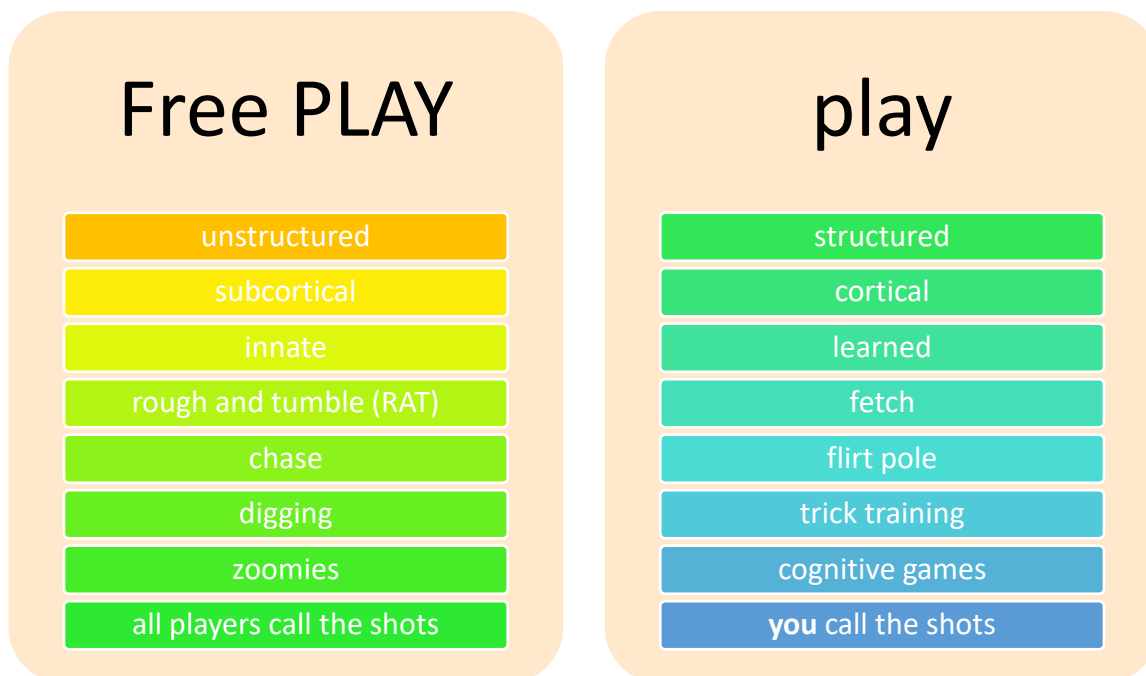 Free PLAY
unstructured
subcortical
innate
rough and tumble (RAT)
chase
digging
zoomies
all players call the shots
play
structured
cortical
learned
fetch
flirt pole
trick training
cognitive games
you call the shots